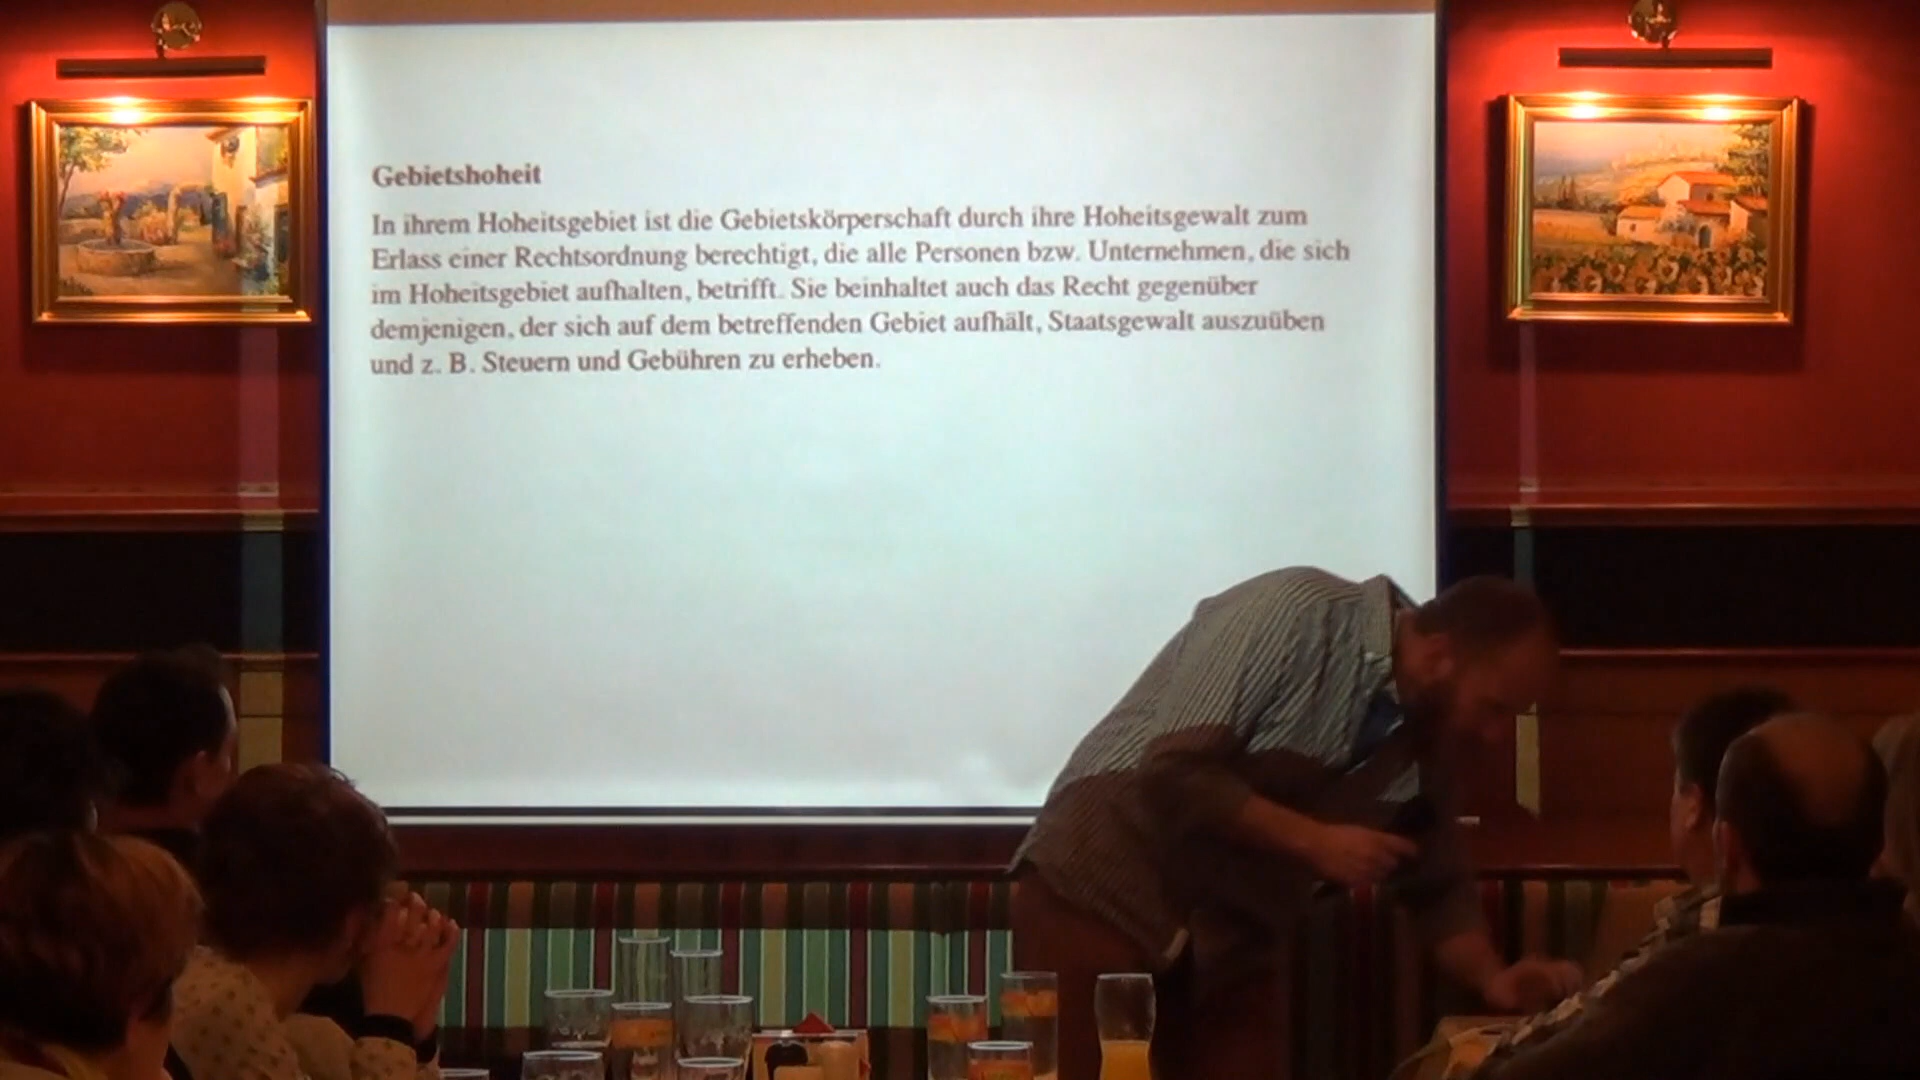 Gebietshoheit
In ihrem Hoheitsgebiet ist die Gebietskörperschaft durch ihre Hoheitsgewalt zum
Erlass einer Rechtsordnung berechtigt, die alle Personen bzw. Unternehmen, die sich
im Hoheitsgebiet aufhalten, betrifft. Sie beinhaltet auch das Recht gegenüber
demjenigen, der sich auf dem betreffenden Gebiet aufhält, Staatsgewalt auszuüben
und z. B. Steuern und Gebühren zu erheben.